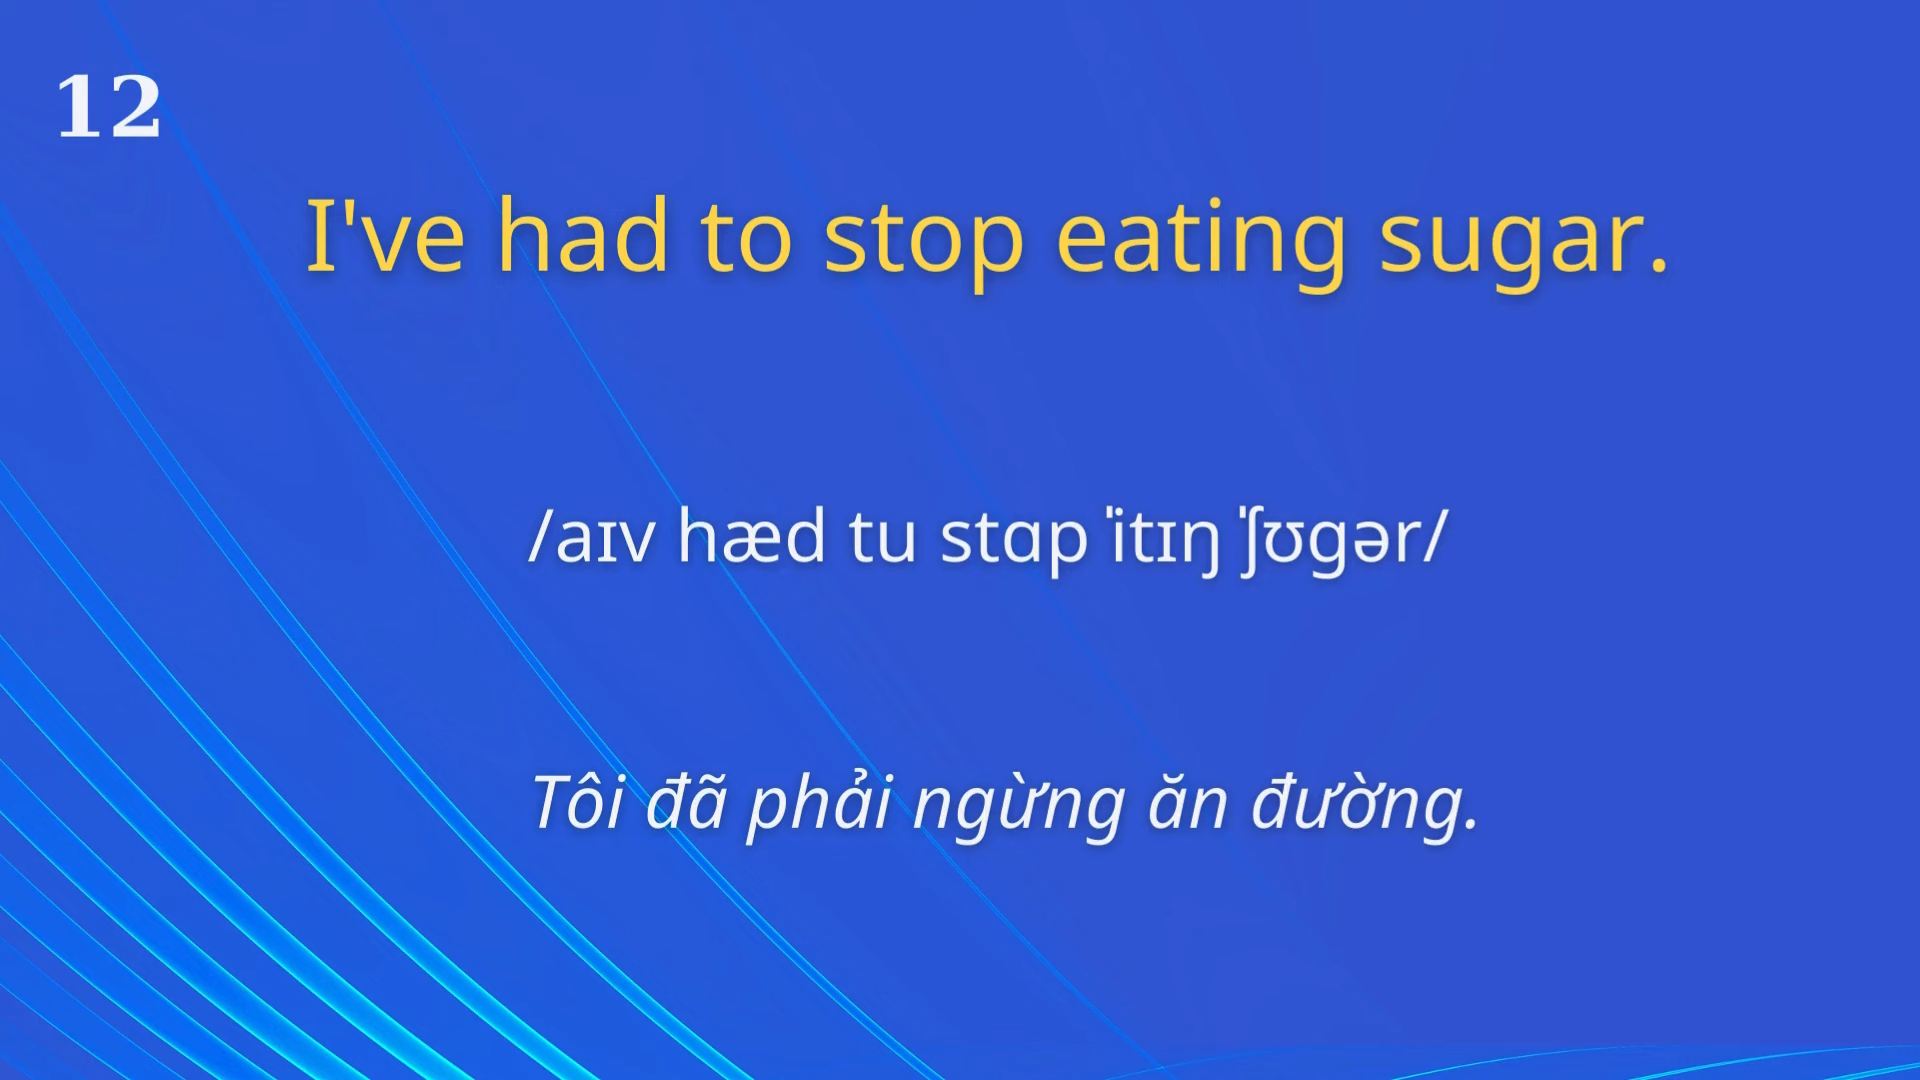 12
I've had to stop eating sugar.
/aɪv hæd tu stɑp ˈitɪŋ ˈʃʊgər/
Tôi đã phải ngừng ăn đường.